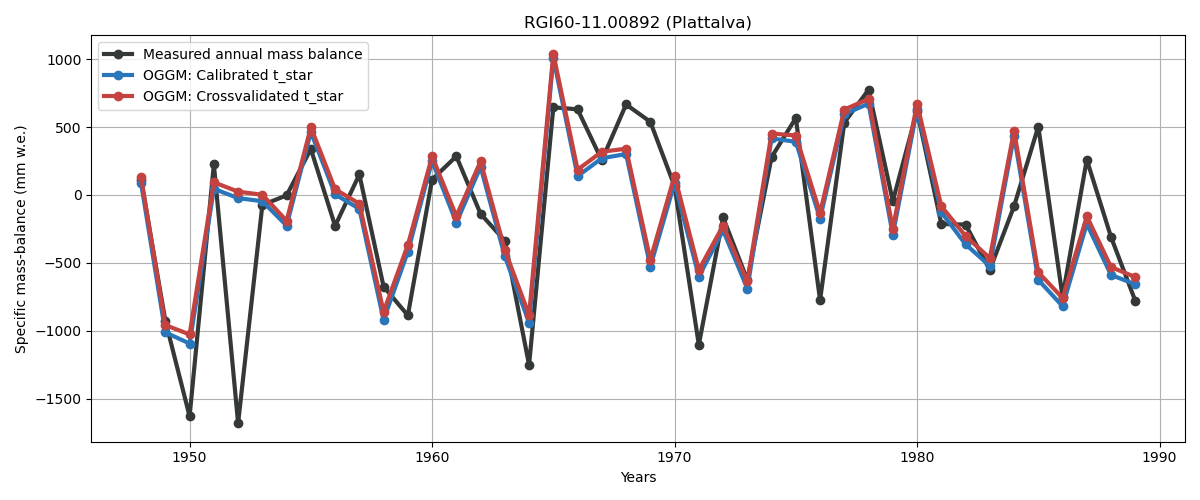 RGI60-11.00892 (Plattalva)
Measured annual mass balance
OGGM: Calibrated t_star
OGGM: Crossvalidated t_star
Specific mass-balance (mm w.e.)
1000
500
0
−500
−1000
−1500
1950 1960 1970 1980 1990
Years